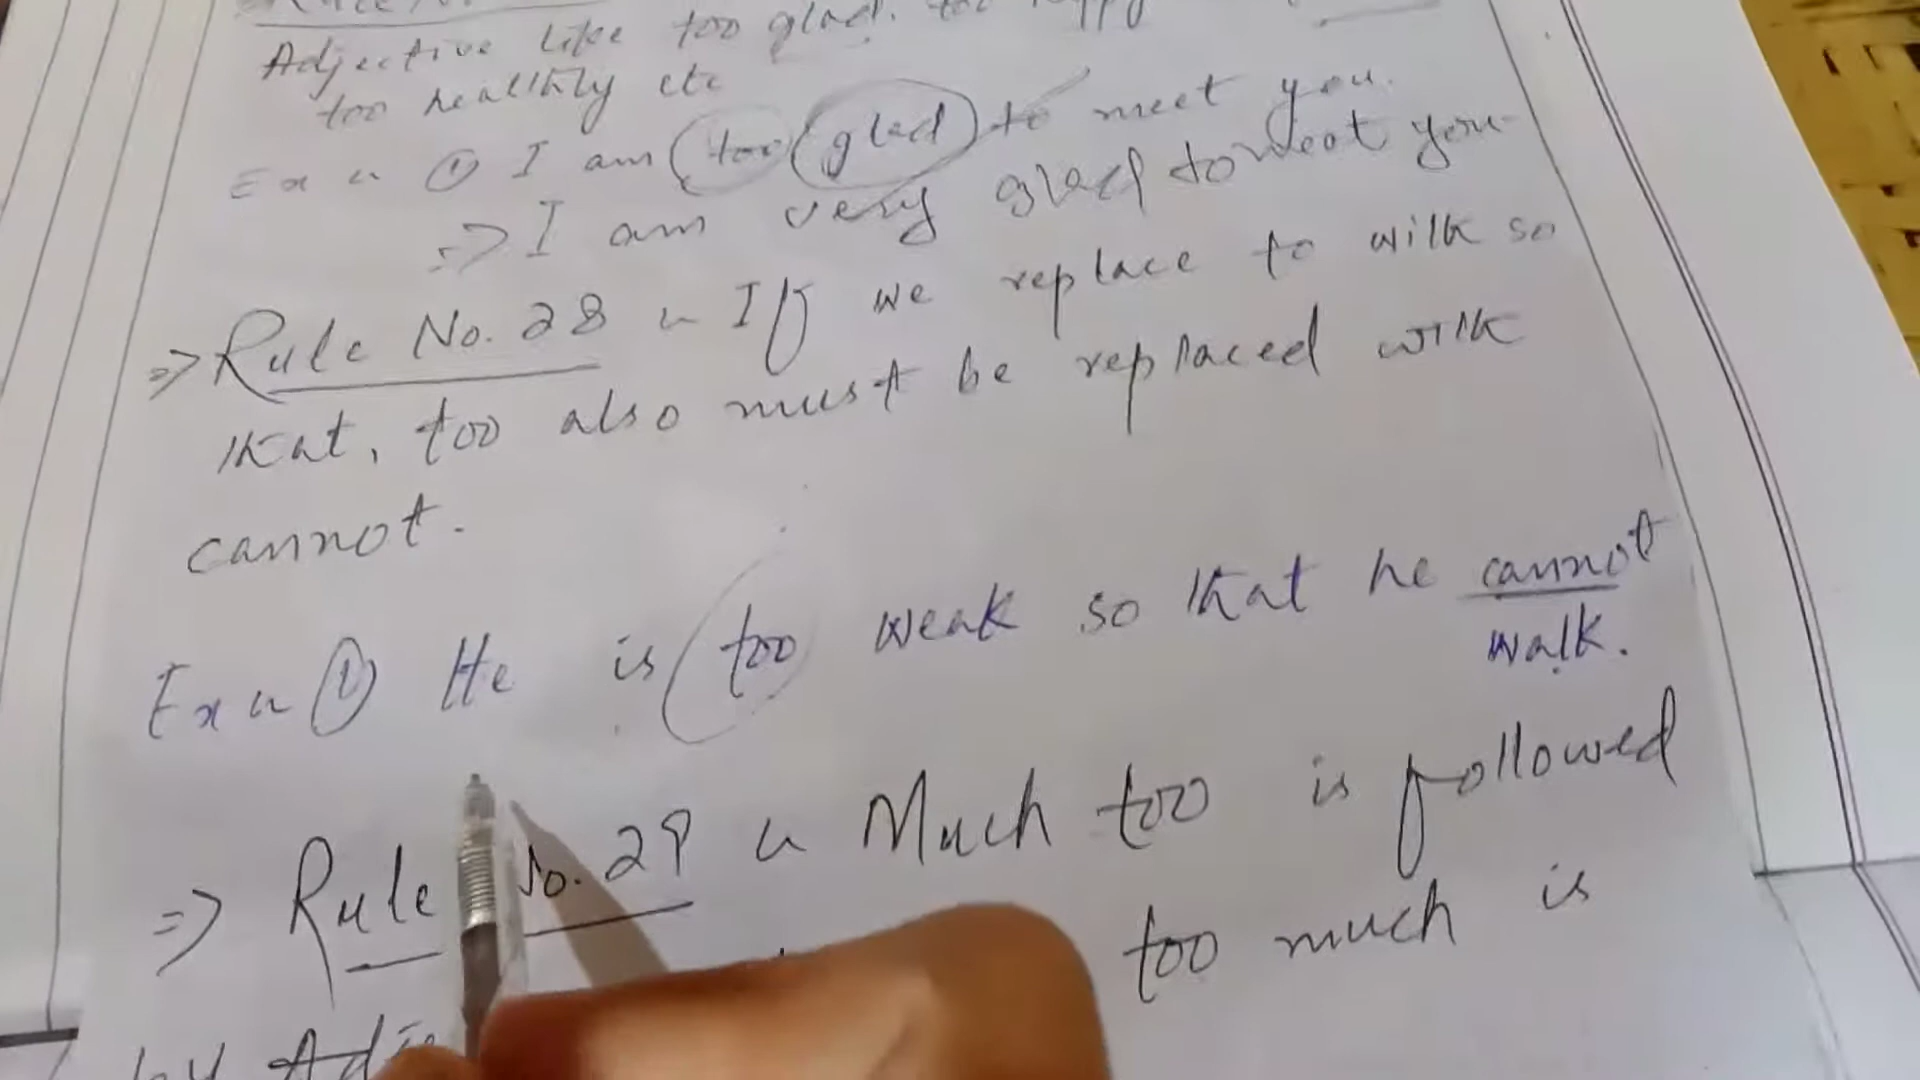 Adjective like too glad, too happy
too healthy etc
Ex ~ ① I am too glad to meet you.
=> I am very glad to meet you
=> Rule No. 28 ~ If we replace to with so
that, too also must be replaced with
cannot.
Ex ~ ① He is too weak so that he cannot
walk.
=> Rule No. 29 ~ Much too is followed
too much is
by